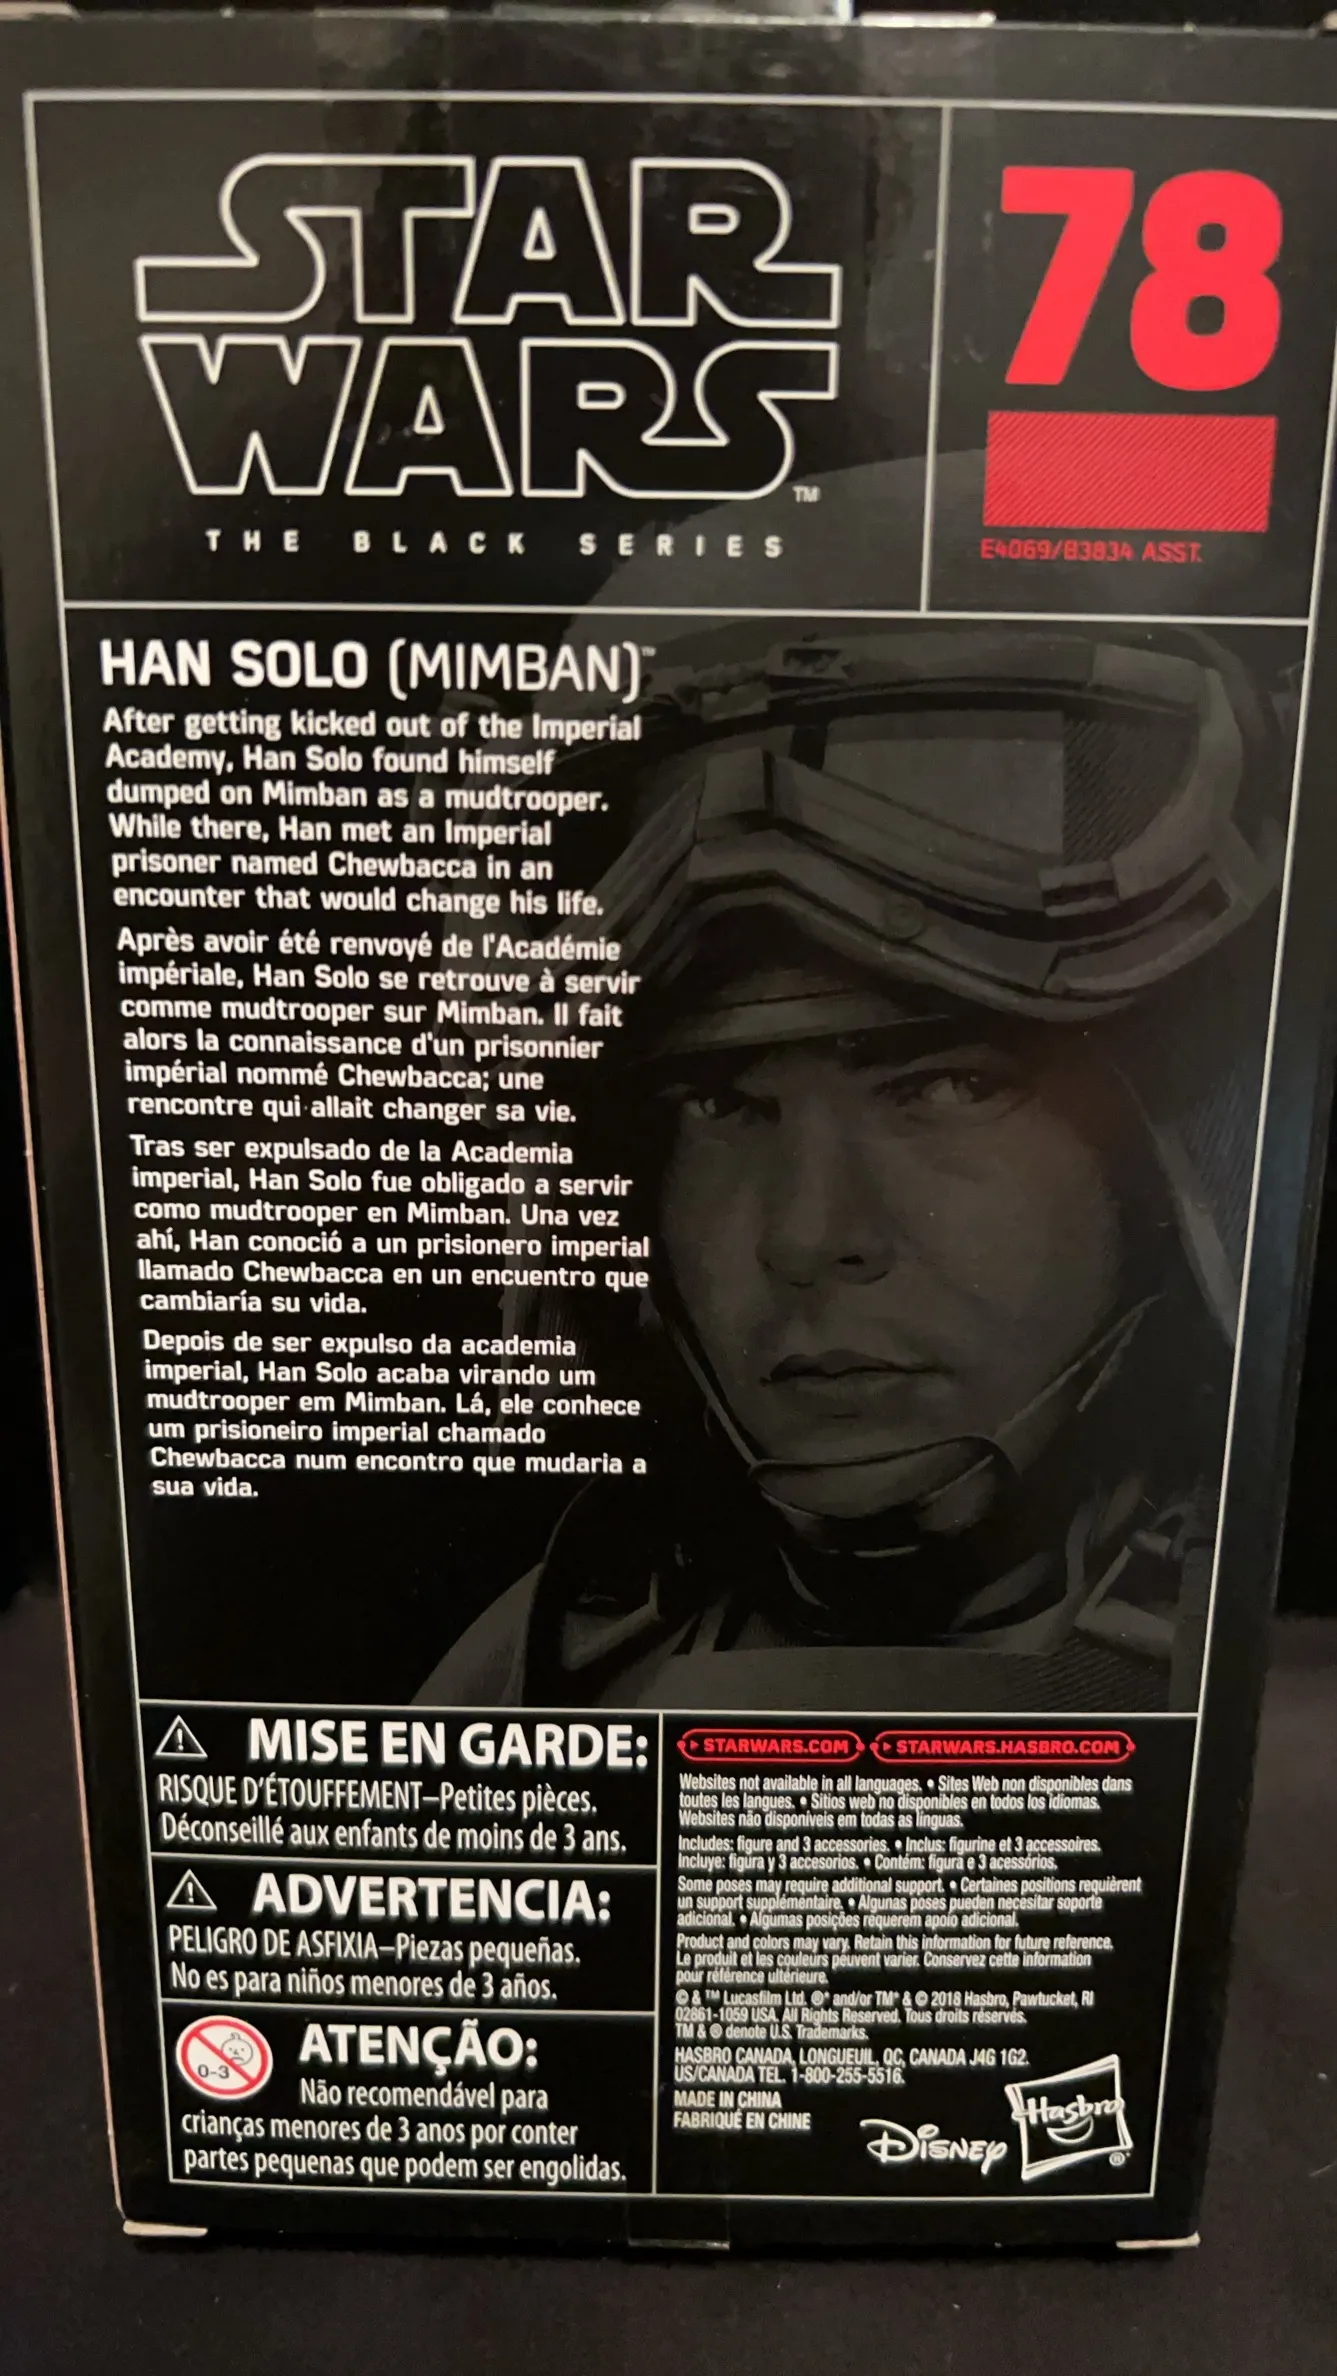 STAR
WARS™
THE BLACK SERIES
78
E4069/B3834 ASST.
HAN SOLO (MIMBAN)™
After getting kicked out of the Imperial
Academy, Han Solo found himself
dumped on Mimban as a mudtrooper.
While there, Han met an Imperial
prisoner named Chewbacca in an
encounter that would change his life.
Après avoir été renvoyé de l'Académie
impériale, Han Solo se retrouve à servir
comme mudtrooper sur Mimban. Il fait
alors la connaissance d'un prisonnier
impérial nommé Chewbacca; une
rencontre qui allait changer sa vie.
Tras ser expulsado de la Academia
imperial, Han Solo fue obligado a servir
como mudtrooper en Mimban. Una vez
ahí, Han conoció a un prisionero imperial
llamado Chewbacca en un encuentro que
cambiaría su vida.
Depois de ser expulso da academia
imperial, Han Solo acaba virando um
mudtrooper em Mimban. Lá, ele conhece
um prisioneiro imperial chamado
Chewbacca num encontro que mudaria a
sua vida.
MISE EN GARDE:
RISQUE D'ÉTOUFFEMENT–Petites pièces.
Déconseillé aux enfants de moins de 3 ans.
ADVERTENCIA:
PELIGRO DE ASFIXIA–Piezas pequeñas.
No es para niños menores de 3 años.
0-3
ATENÇÃO:
Não recomendável para
crianças menores de 3 anos por conter
partes pequenas que podem ser engolidas.
STARWARS.COM STARWARS.HASBRO.COM
Websites not available in all languages. • Sites Web non disponibles dans
toutes les langues. • Sitios web no disponibles en todos los idiomas.
Websites não disponíveis em todas as línguas.
Includes: figure and 3 accessories. • Inclus: figurine et 3 accessoires.
Incluye: figura y 3 accesorios. • Contém: figura e 3 acessórios.
Some poses may require additional support. • Certaines positions requièrent
un support supplémentaire. • Algunas poses pueden necesitar soporte
adicional. • Algumas posições requerem apoio adicional.
Product and colors may vary. Retain this information for future reference.
Le produit et les couleurs peuvent varier. Conservez cette information
pour référence ultérieure.
© & ™ Lucasfilm Ltd. ®* and/or TM* & © 2018 Hasbro, Pawtucket, RI
02861-1059 USA. All Rights Reserved. Tous droits réservés.
TM & ® denote U.S. Trademarks.
HASBRO CANADA, LONGUEUIL, QC, CANADA J4G 1G2.
US/CANADA TEL. 1-800-255-5516.
MADE IN CHINA
FABRIQUÉ EN CHINE
Disney
Hasbro
®*